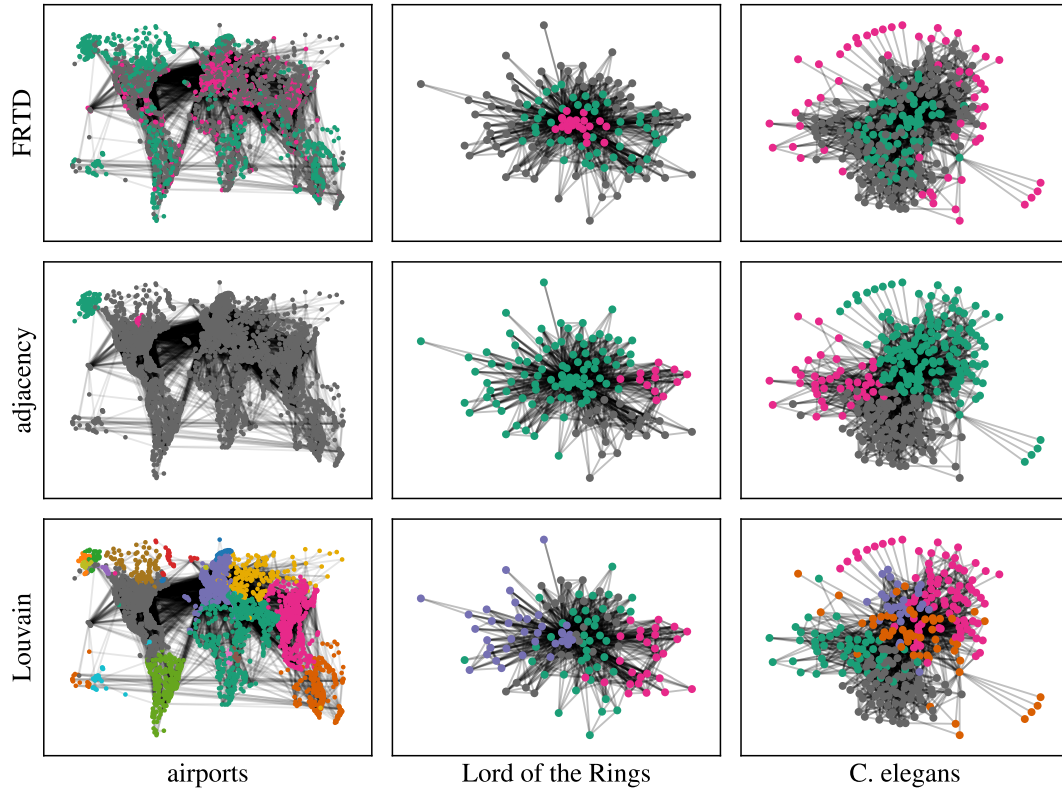 FRTD
adjacency
Louvain
airports
Lord of the Rings
C. elegans